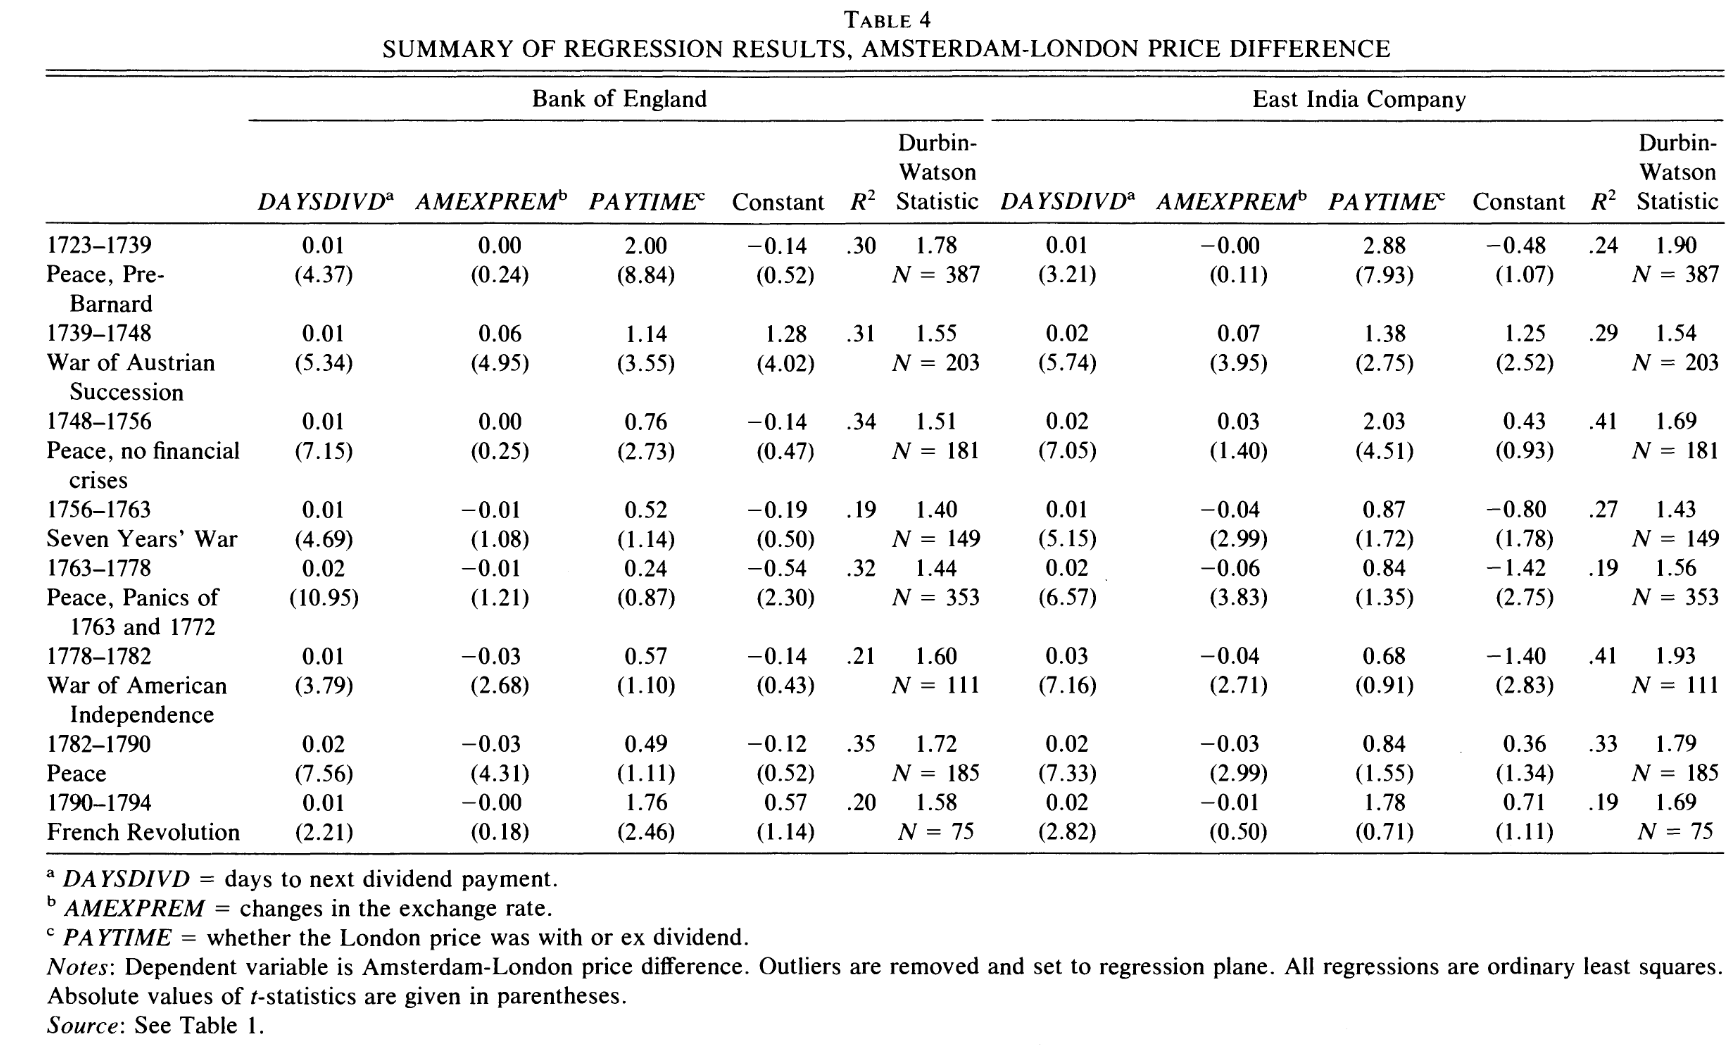 TABLE 4
SUMMARY OF REGRESSION RESULTS, AMSTERDAM-LONDON PRICE DIFFERENCE
Bank of England East India Company
Durbin- Durbin-
Watson Watson
DAYSDIVDa AMEXPREMb PAYTIMEc Constant R2 Statistic DAYSDIVDa AMEXPREMb PAYTIMEc Constant R2 Statistic
1723–1739 0.01 0.00 2.00 −0.14 .30 1.78 0.01 −0.00 2.88 −0.48 .24 1.90
Peace, Pre- (4.37) (0.24) (8.84) (0.52) N = 387 (3.21) (0.11) (7.93) (1.07) N = 387
Barnard
1739–1748 0.01 0.06 1.14 1.28 .31 1.55 0.02 0.07 1.38 1.25 .29 1.54
War of Austrian (5.34) (4.95) (3.55) (4.02) N = 203 (5.74) (3.95) (2.75) (2.52) N = 203
Succession
1748–1756 0.01 0.00 0.76 −0.14 .34 1.51 0.02 0.03 2.03 0.43 .41 1.69
Peace, no financial (7.15) (0.25) (2.73) (0.47) N = 181 (7.05) (1.40) (4.51) (0.93) N = 181
crises
1756–1763 0.01 −0.01 0.52 −0.19 .19 1.40 0.01 −0.04 0.87 −0.80 .27 1.43
Seven Years' War (4.69) (1.08) (1.14) (0.50) N = 149 (5.15) (2.99) (1.72) (1.78) N = 149
1763–1778 0.02 −0.01 0.24 −0.54 .32 1.44 0.02 −0.06 0.84 −1.42 .19 1.56
Peace, Panics of (10.95) (1.21) (0.87) (2.30) N = 353 (6.57) (3.83) (1.35) (2.75) N = 353
1763 and 1772
1778–1782 0.01 −0.03 0.57 −0.14 .21 1.60 0.03 −0.04 0.68 −1.40 .41 1.93
War of American (3.79) (2.68) (1.10) (0.43) N = 111 (7.16) (2.71) (0.91) (2.83) N = 111
Independence
1782–1790 0.02 −0.03 0.49 −0.12 .35 1.72 0.02 −0.03 0.84 0.36 .33 1.79
Peace (7.56) (4.31) (1.11) (0.52) N = 185 (7.33) (2.99) (1.55) (1.34) N = 185
1790–1794 0.01 −0.00 1.76 0.57 .20 1.58 0.02 −0.01 1.78 0.71 .19 1.69
French Revolution (2.21) (0.18) (2.46) (1.14) N = 75 (2.82) (0.50) (0.71) (1.11) N = 75
a DAYSDIVD = days to next dividend payment.
b AMEXPREM = changes in the exchange rate.
c PAYTIME = whether the London price was with or ex dividend.
Notes: Dependent variable is Amsterdam-London price difference. Outliers are removed and set to regression plane. All regressions are ordinary least squares.
Absolute values of t-statistics are given in parentheses.
Source: See Table 1.